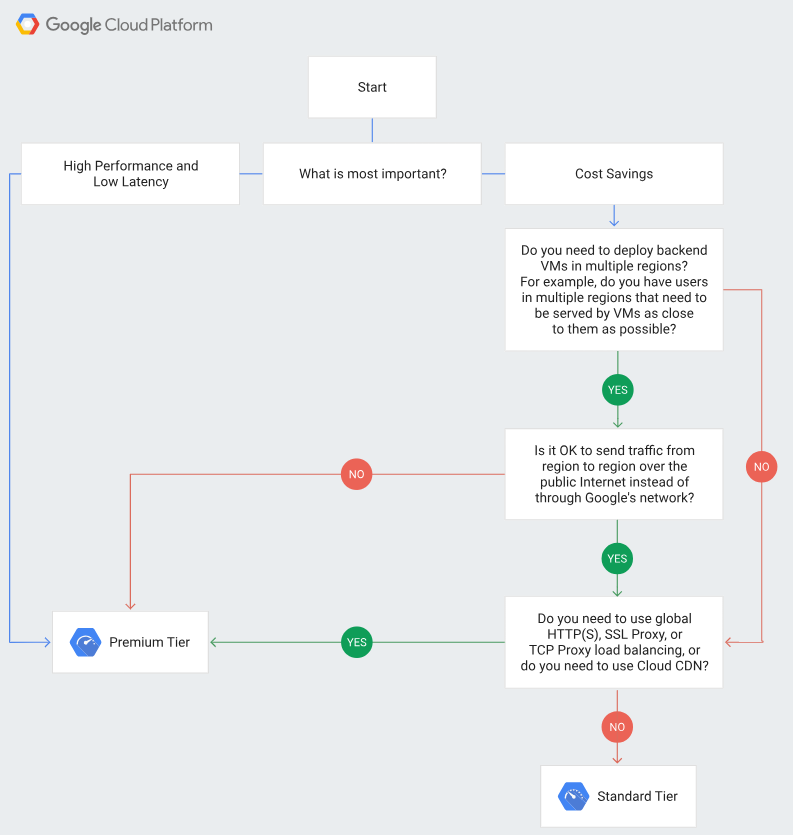 Google Cloud Platform
Start
High Performance and
Low Latency
What is most important?
Cost Savings
Do you need to deploy backend
VMs in multiple regions?
For example, do you have users
in multiple regions that need to
be served by VMs as close
to them as possible?
YES
Is it OK to send traffic from
region to region over the
public Internet instead of
through Google's network?
NO
NO
YES
Do you need to use global
HTTP(S), SSL Proxy, or
TCP Proxy load balancing, or
do you need to use Cloud CDN?
YES
Premium Tier
NO
Standard Tier